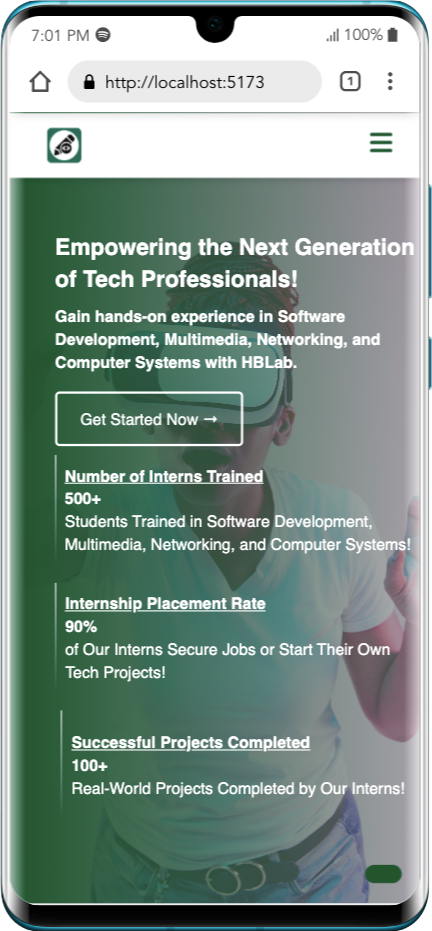 7:01 PM 100%
http://localhost:5173 1
Empowering the Next Generation
of Tech Professionals!
Gain hands-on experience in Software
Development, Multimedia, Networking, and
Computer Systems with HBLab.
Get Started Now →
Number of Interns Trained
500+
Students Trained in Software Development,
Multimedia, Networking, and Computer Systems!
Internship Placement Rate
90%
of Our Interns Secure Jobs or Start Their Own
Tech Projects!
Successful Projects Completed
100+
Real-World Projects Completed by Our Interns!